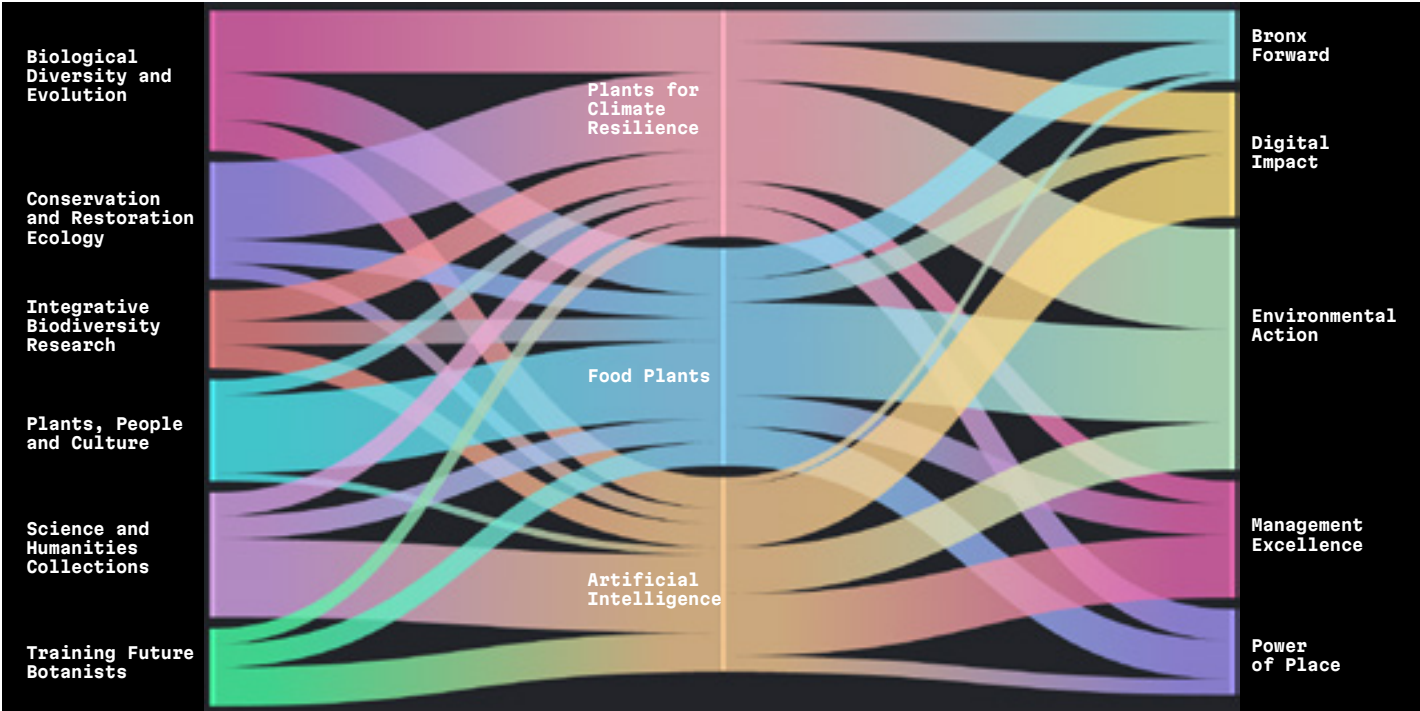 Biological
Diversity and
Evolution
Conservation
and Restoration
Ecology
Integrative
Biodiversity
Research
Plants, People
and Culture
Science and
Humanities
Collections
Training Future
Botanists
Plants for
Climate
Resilience
Food Plants
Artificial
Intelligence
Bronx
Forward
Digital
Impact
Environmental
Action
Management
Excellence
Power
of Place